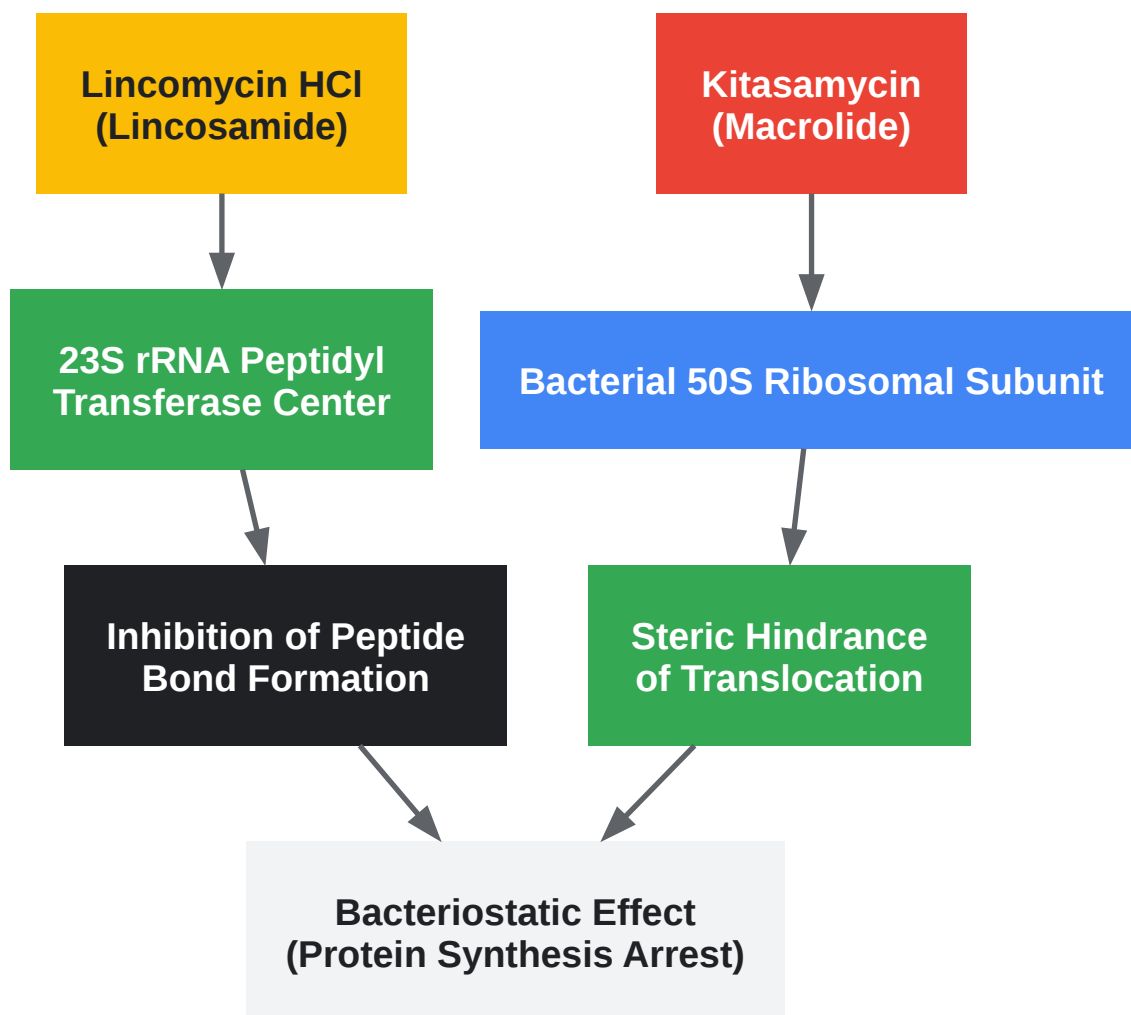 Lincomycin HCl
(Lincosamide)
Kitasamycin
(Macrolide)
23S rRNA Peptidyl
Transferase Center
Bacterial 50S Ribosomal Subunit
Inhibition of Peptide
Bond Formation
Steric Hindrance
of Translocation
Bacteriostatic Effect
(Protein Synthesis Arrest)